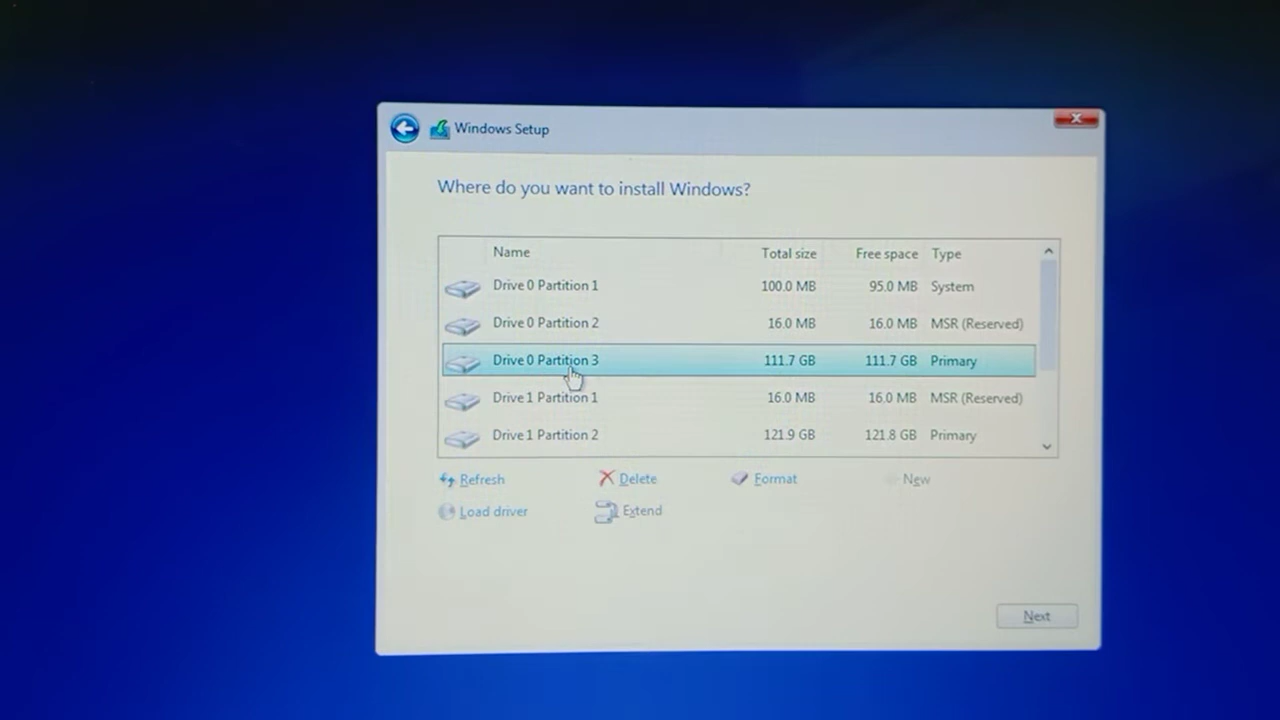 Windows Setup
Where do you want to install Windows?
Name Total size Free space Type
Drive 0 Partition 1 100.0 MB 95.0 MB System
Drive 0 Partition 2 16.0 MB 16.0 MB MSR (Reserved)
Drive 0 Partition 3 111.7 GB 111.7 GB Primary
Drive 1 Partition 1 16.0 MB 16.0 MB MSR (Reserved)
Drive 1 Partition 2 121.9 GB 121.8 GB Primary
Refresh Delete Format New
Load driver Extend
Next